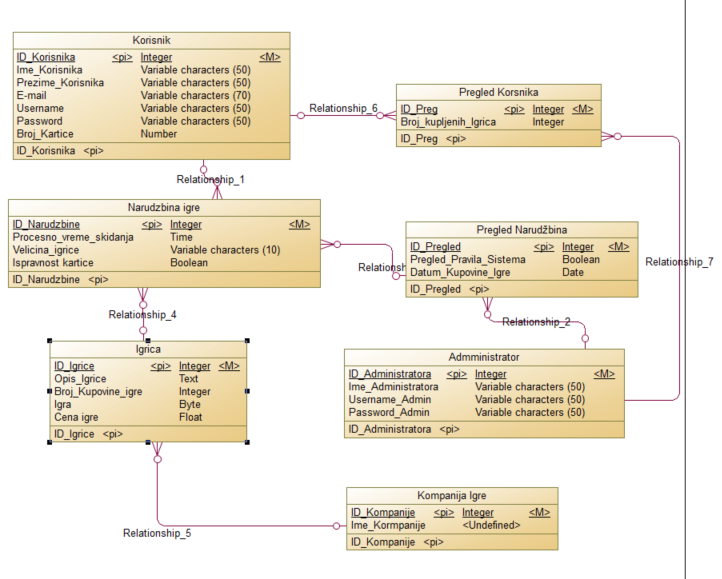 Korisnik
ID_Korisnika <pi> Integer <M>
Ime_Korisnika Variable characters (50)
Prezime_Korisnika Variable characters (50)
E-mail Variable characters (70)
Username Variable characters (50)
Password Variable characters (50)
Broj_Kartice Number
ID_Korisnika <pi>
Relationship_6
Pregled Korsnika
ID_Preg <pi> Integer <M>
Broj_kupljenih_Igrica Integer
ID_Preg <pi>
Relationship_1
Narudzbina igre
ID_Narudzbine <pi> Integer <M>
Procesno_vreme_skidanja Time
Velicina_igrice Variable characters (10)
Ispravnost kartice Boolean
ID_Narudzbine <pi>
Relationsh
Pregled Narudžbina
ID_Pregled <pi> Integer <M>
Pregled_Pravila_Sistema Boolean
Datum_Kupovine_Igre Date
ID_Pregled <pi>
Relationship_7
Relationship_4
Relationship_2
Igrica
ID_Igrice <pi> Integer <M>
Opis_Igrice Text
Broj_Kupovine_igre Integer
Igra Byte
Cena igre Float
ID_Igrice <pi>
Admministrator
ID_Administratora <pi> Integer <M>
Ime_Administratora Variable characters (50)
Username_Admin Variable characters (50)
Password_Admin Variable characters (50)
ID_Administratora <pi>
Relationship_5
Kompanija Igre
ID_Kompanije <pi> Integer <M>
Ime_Kormpanije <Undefined>
ID_Kompanije <pi>